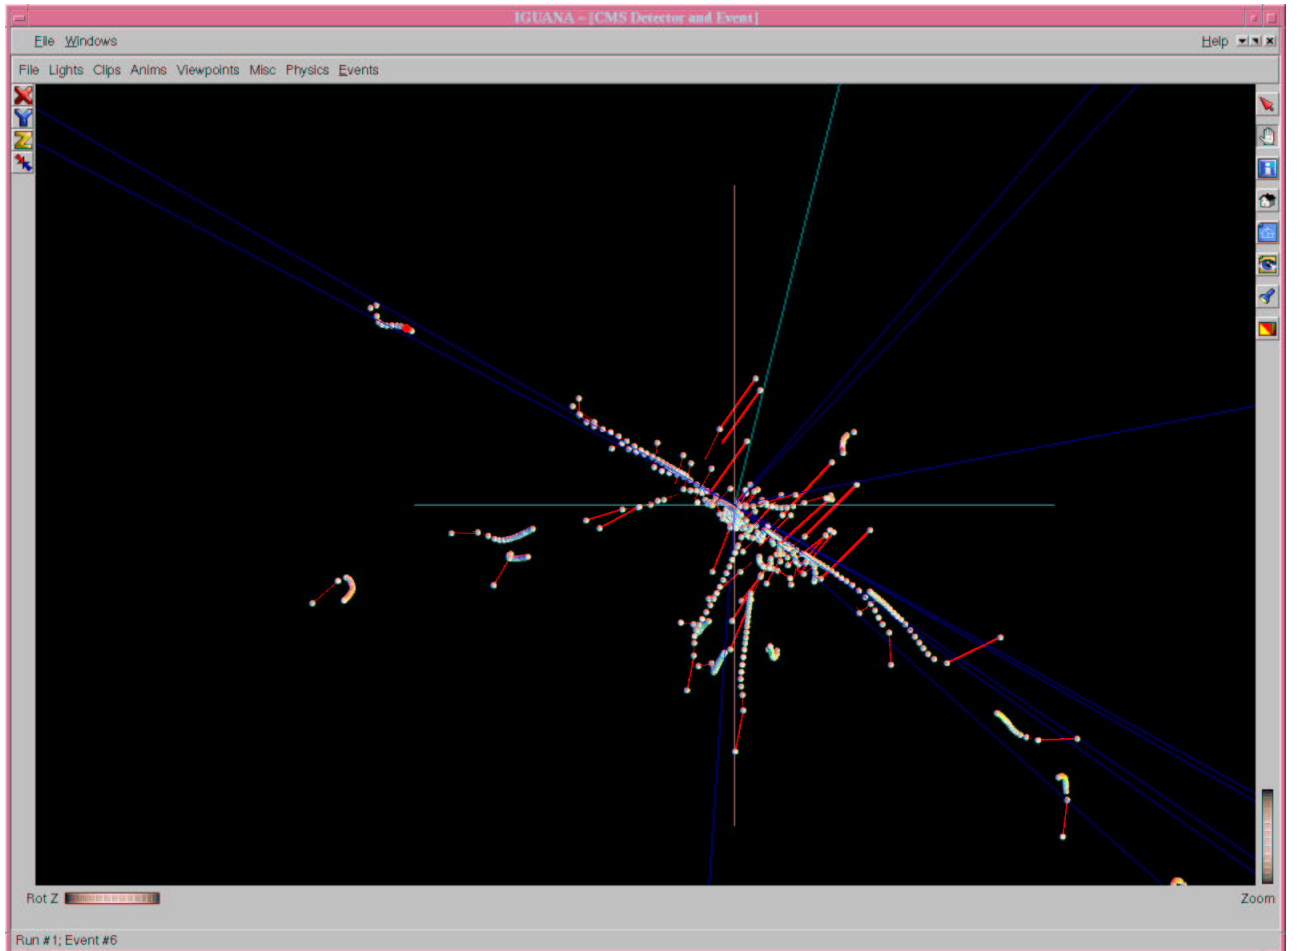 IGUANA – [CMS Detector and Event]
File Windows Help
File Lights Clips Anims Viewpoints Misc Physics Events
X
Y
Z
Rot Z Zoom
Run #1; Event #6